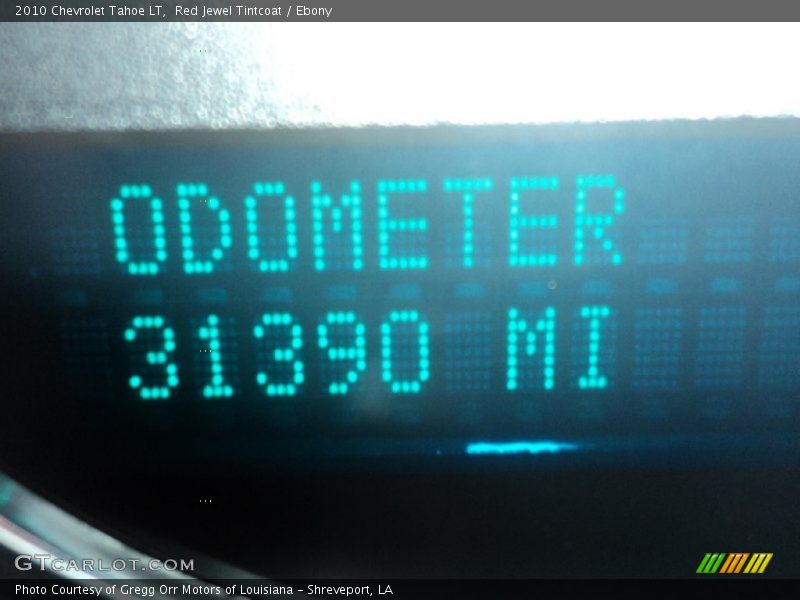 2010 Chevrolet Tahoe LT, Red Jewel Tintcoat / Ebony
ODOMETER
31390 MI
GTCARLOT.COM
Photo Courtesy of Gregg Orr Motors of Louisiana – Shreveport, LA